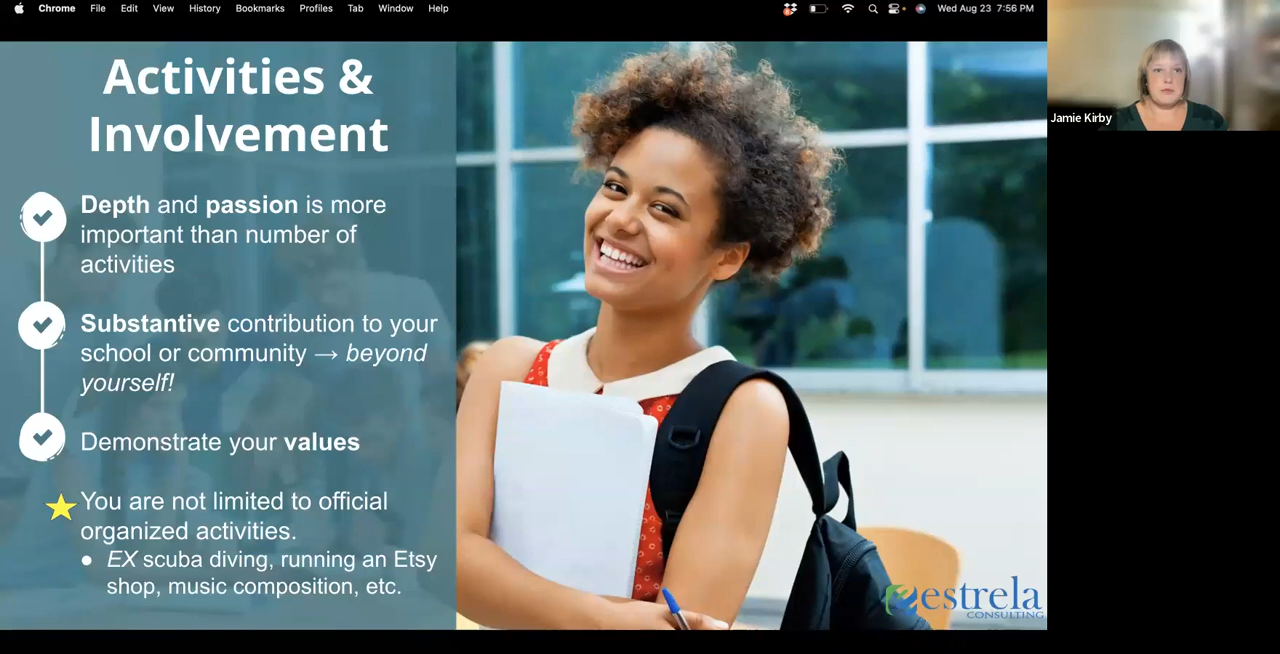 Chrome File Edit View History Bookmarks Profiles Tab Window Help Wed Aug 23 7:56 PM
Activities &
Involvement
Depth and passion is more
important than number of
activities
Substantive contribution to your
school or community → beyond
yourself!
Demonstrate your values
You are not limited to official
organized activities.
● EX scuba diving, running an Etsy
shop, music composition, etc.
estrela
CONSULTING
Jamie Kirby